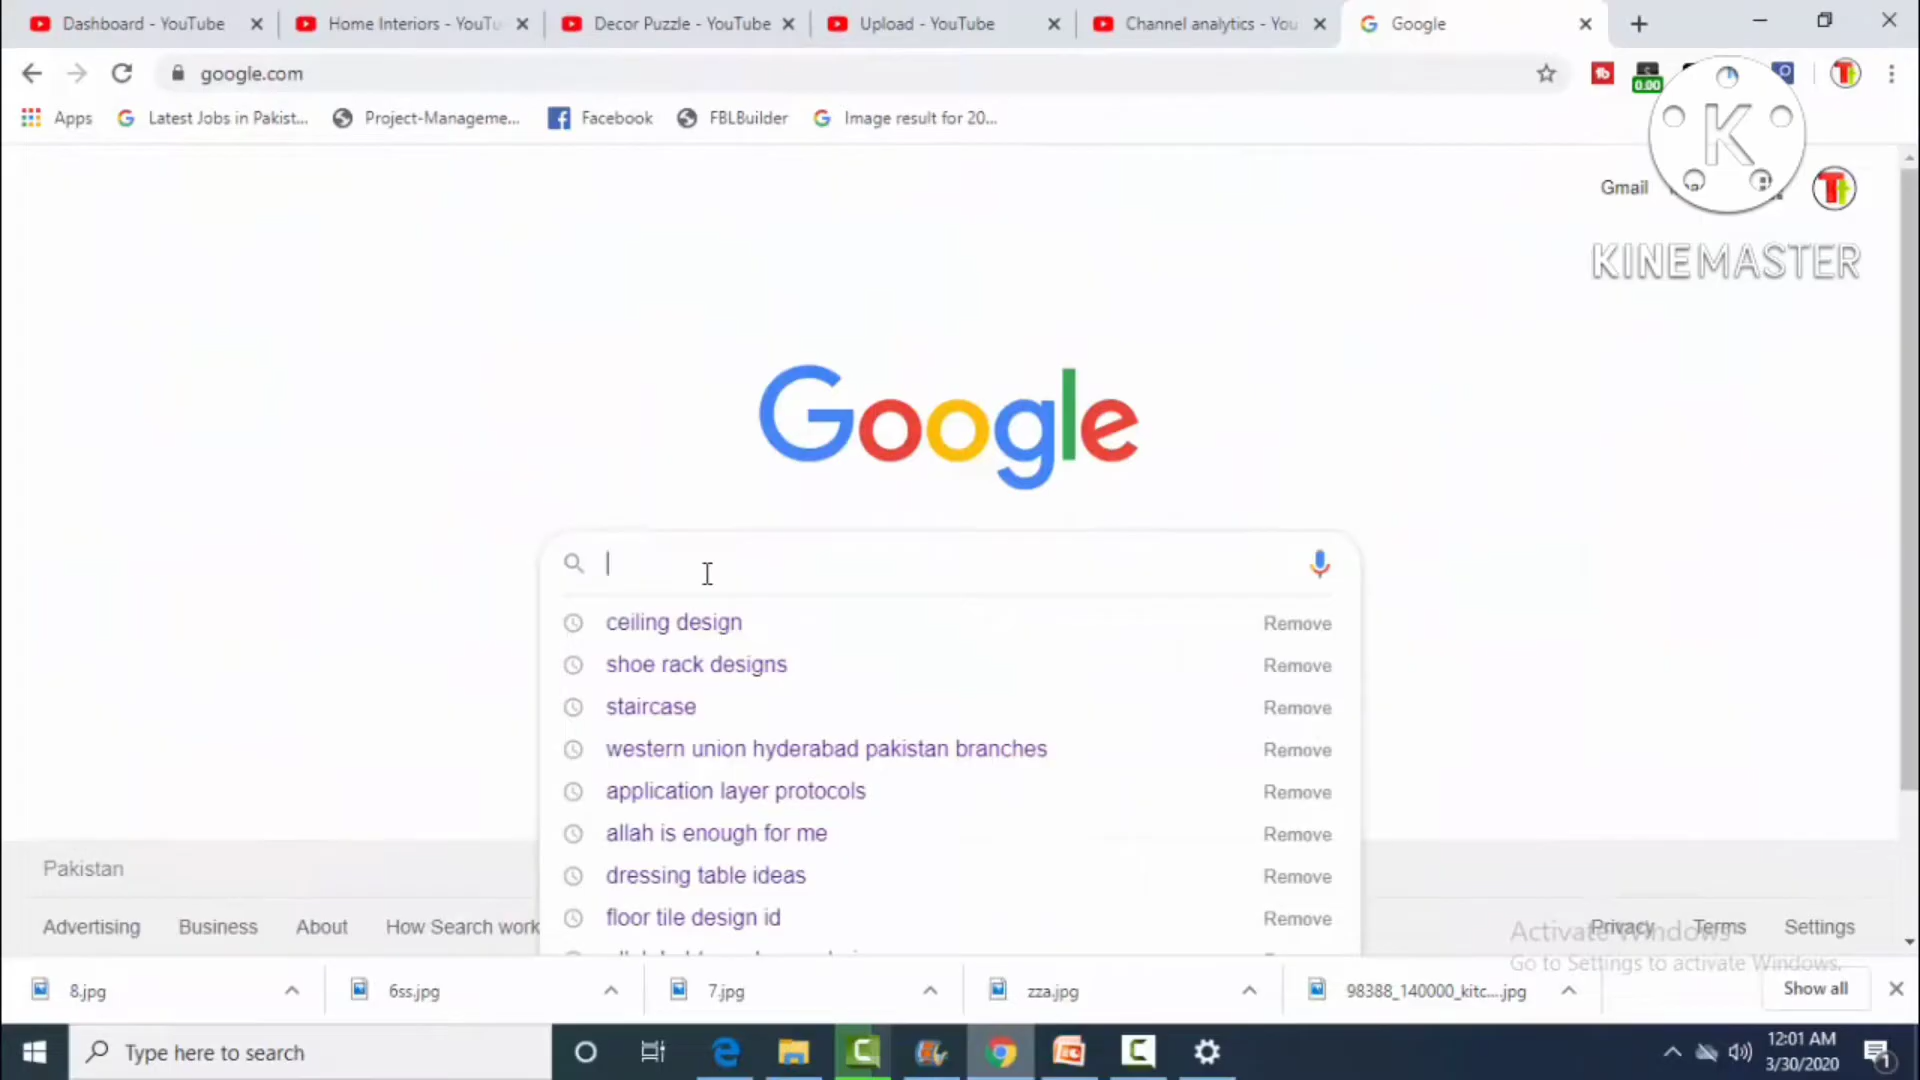 Dashboard - YouTube
Home Interiors - YouTu
Decor Puzzle - YouTube
Upload - YouTube
Channel analytics - You
Google
google.com
0.00
Apps
Latest Jobs in Pakist...
Project-Manageme...
Facebook
FBLBuilder
Image result for 20...
K
Gmail
Tt
KINEMASTER
Google
ceiling design Remove
shoe rack designs Remove
staircase Remove
western union hyderabad pakistan branches Remove
application layer protocols Remove
allah is enough for me Remove
dressing table ideas Remove
floor tile design id Remove
Pakistan
Advertising
Business
About
How Search work
Privacy
Terms
Settings
Activate Windows
Go to Settings to activate Windows.
8.jpg
6ss.jpg
7.jpg
zza.jpg
98388_140000_kitc....jpg
Show all
Type here to search
12:01 AM
3/30/2020
1